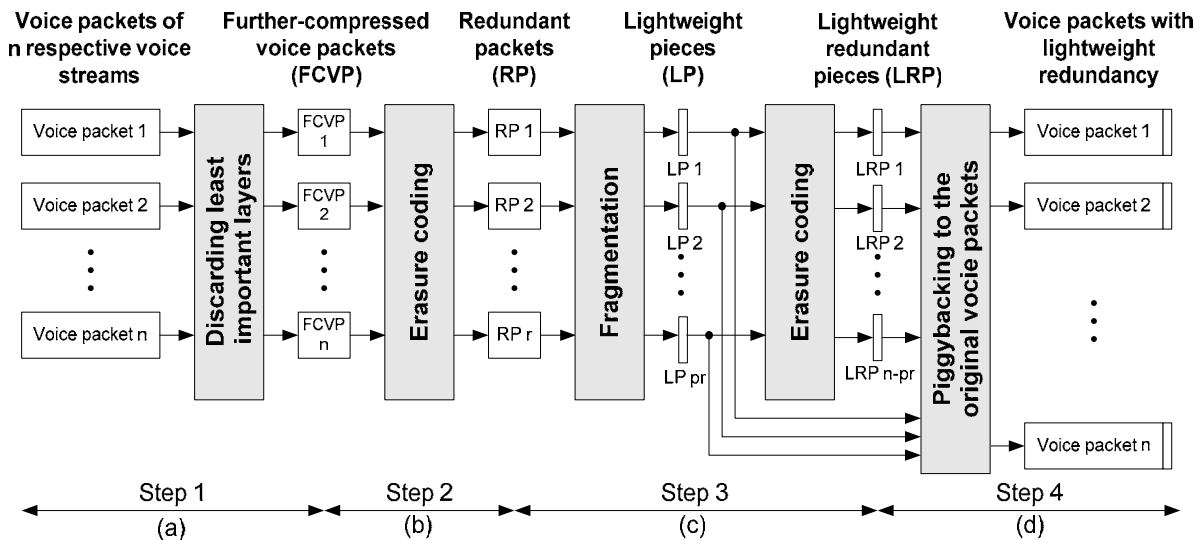 Voice packets of
n respective voice
streams
Further-compressed
voice packets
(FCVP)
Redundant
packets
(RP)
Lightweight
pieces (LP)
Lightweight
redundant
pieces (LRP)
Voice packets with
lightweight
redundancy
Voice packet 1
Voice packet 2
Voice packet n
Discarding least
important layers
FCVP
1
FCVP
2
FCVP
n
Erasure coding
RP 1
RP 2
RP r
Fragmentation
LP 1
LP 2
LP pr
Erasure coding
LRP 1
LRP 2
LRP n-pr
Piggybacking to the
original vocie packets
Voice packet 1
Voice packet 2
Voice packet n
Step 1
Step 2
Step 3
Step 4
(a)
(b)
(c)
(d)